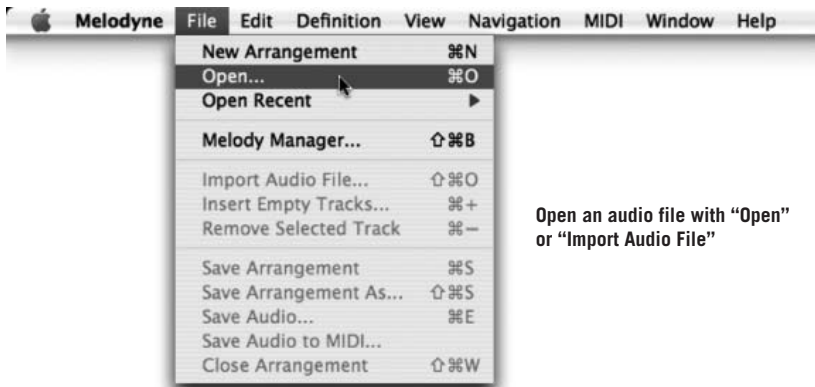 Melodyne File Edit Definition View Navigation MIDI Window Help
New Arrangement ⌘N
Open... ⌘O
Open Recent ▶
Melody Manager... ⇧⌘B
Import Audio File... ⇧⌘O
Insert Empty Tracks... ⌘+
Remove Selected Track ⌘−
Save Arrangement ⌘S
Save Arrangement As... ⇧⌘S
Save Audio... ⌘E
Save Audio to MIDI...
Close Arrangement ⇧⌘W
Open an audio file with “Open”
or “Import Audio File”